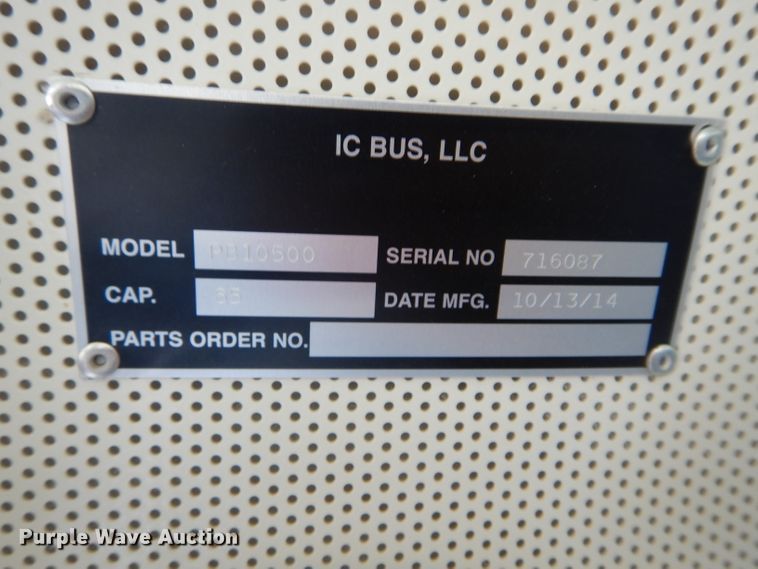 IC BUS, LLC
MODEL PB10500 SERIAL NO 716087
CAP. DATE MFG. 10/13/14
PARTS ORDER NO.
Purple Wave Auction